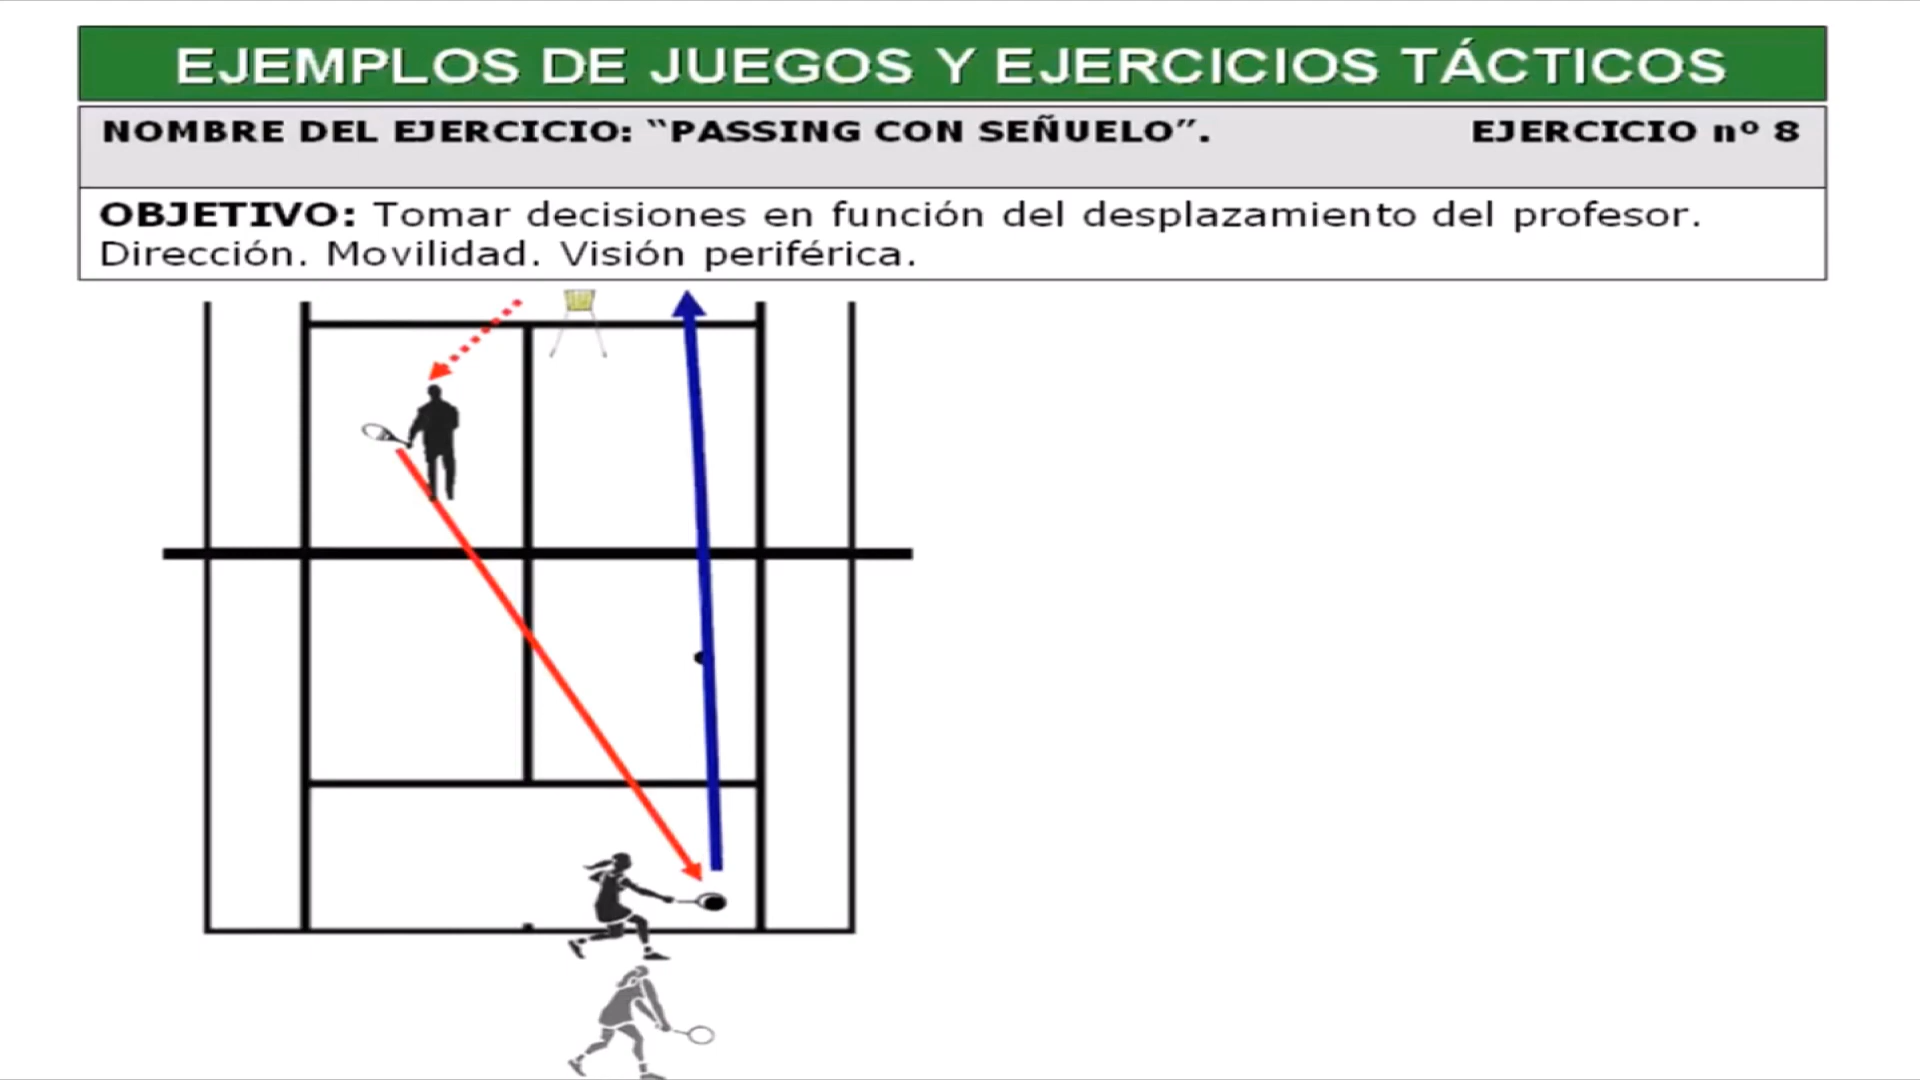 EJEMPLOS DE JUEGOS Y EJERCICIOS TÁCTICOS
NOMBRE DEL EJERCICIO: “PASSING CON SEÑUELO”. EJERCICIO nº 8
OBJETIVO: Tomar decisiones en función del desplazamiento del profesor.
Dirección. Movilidad. Visión periférica.